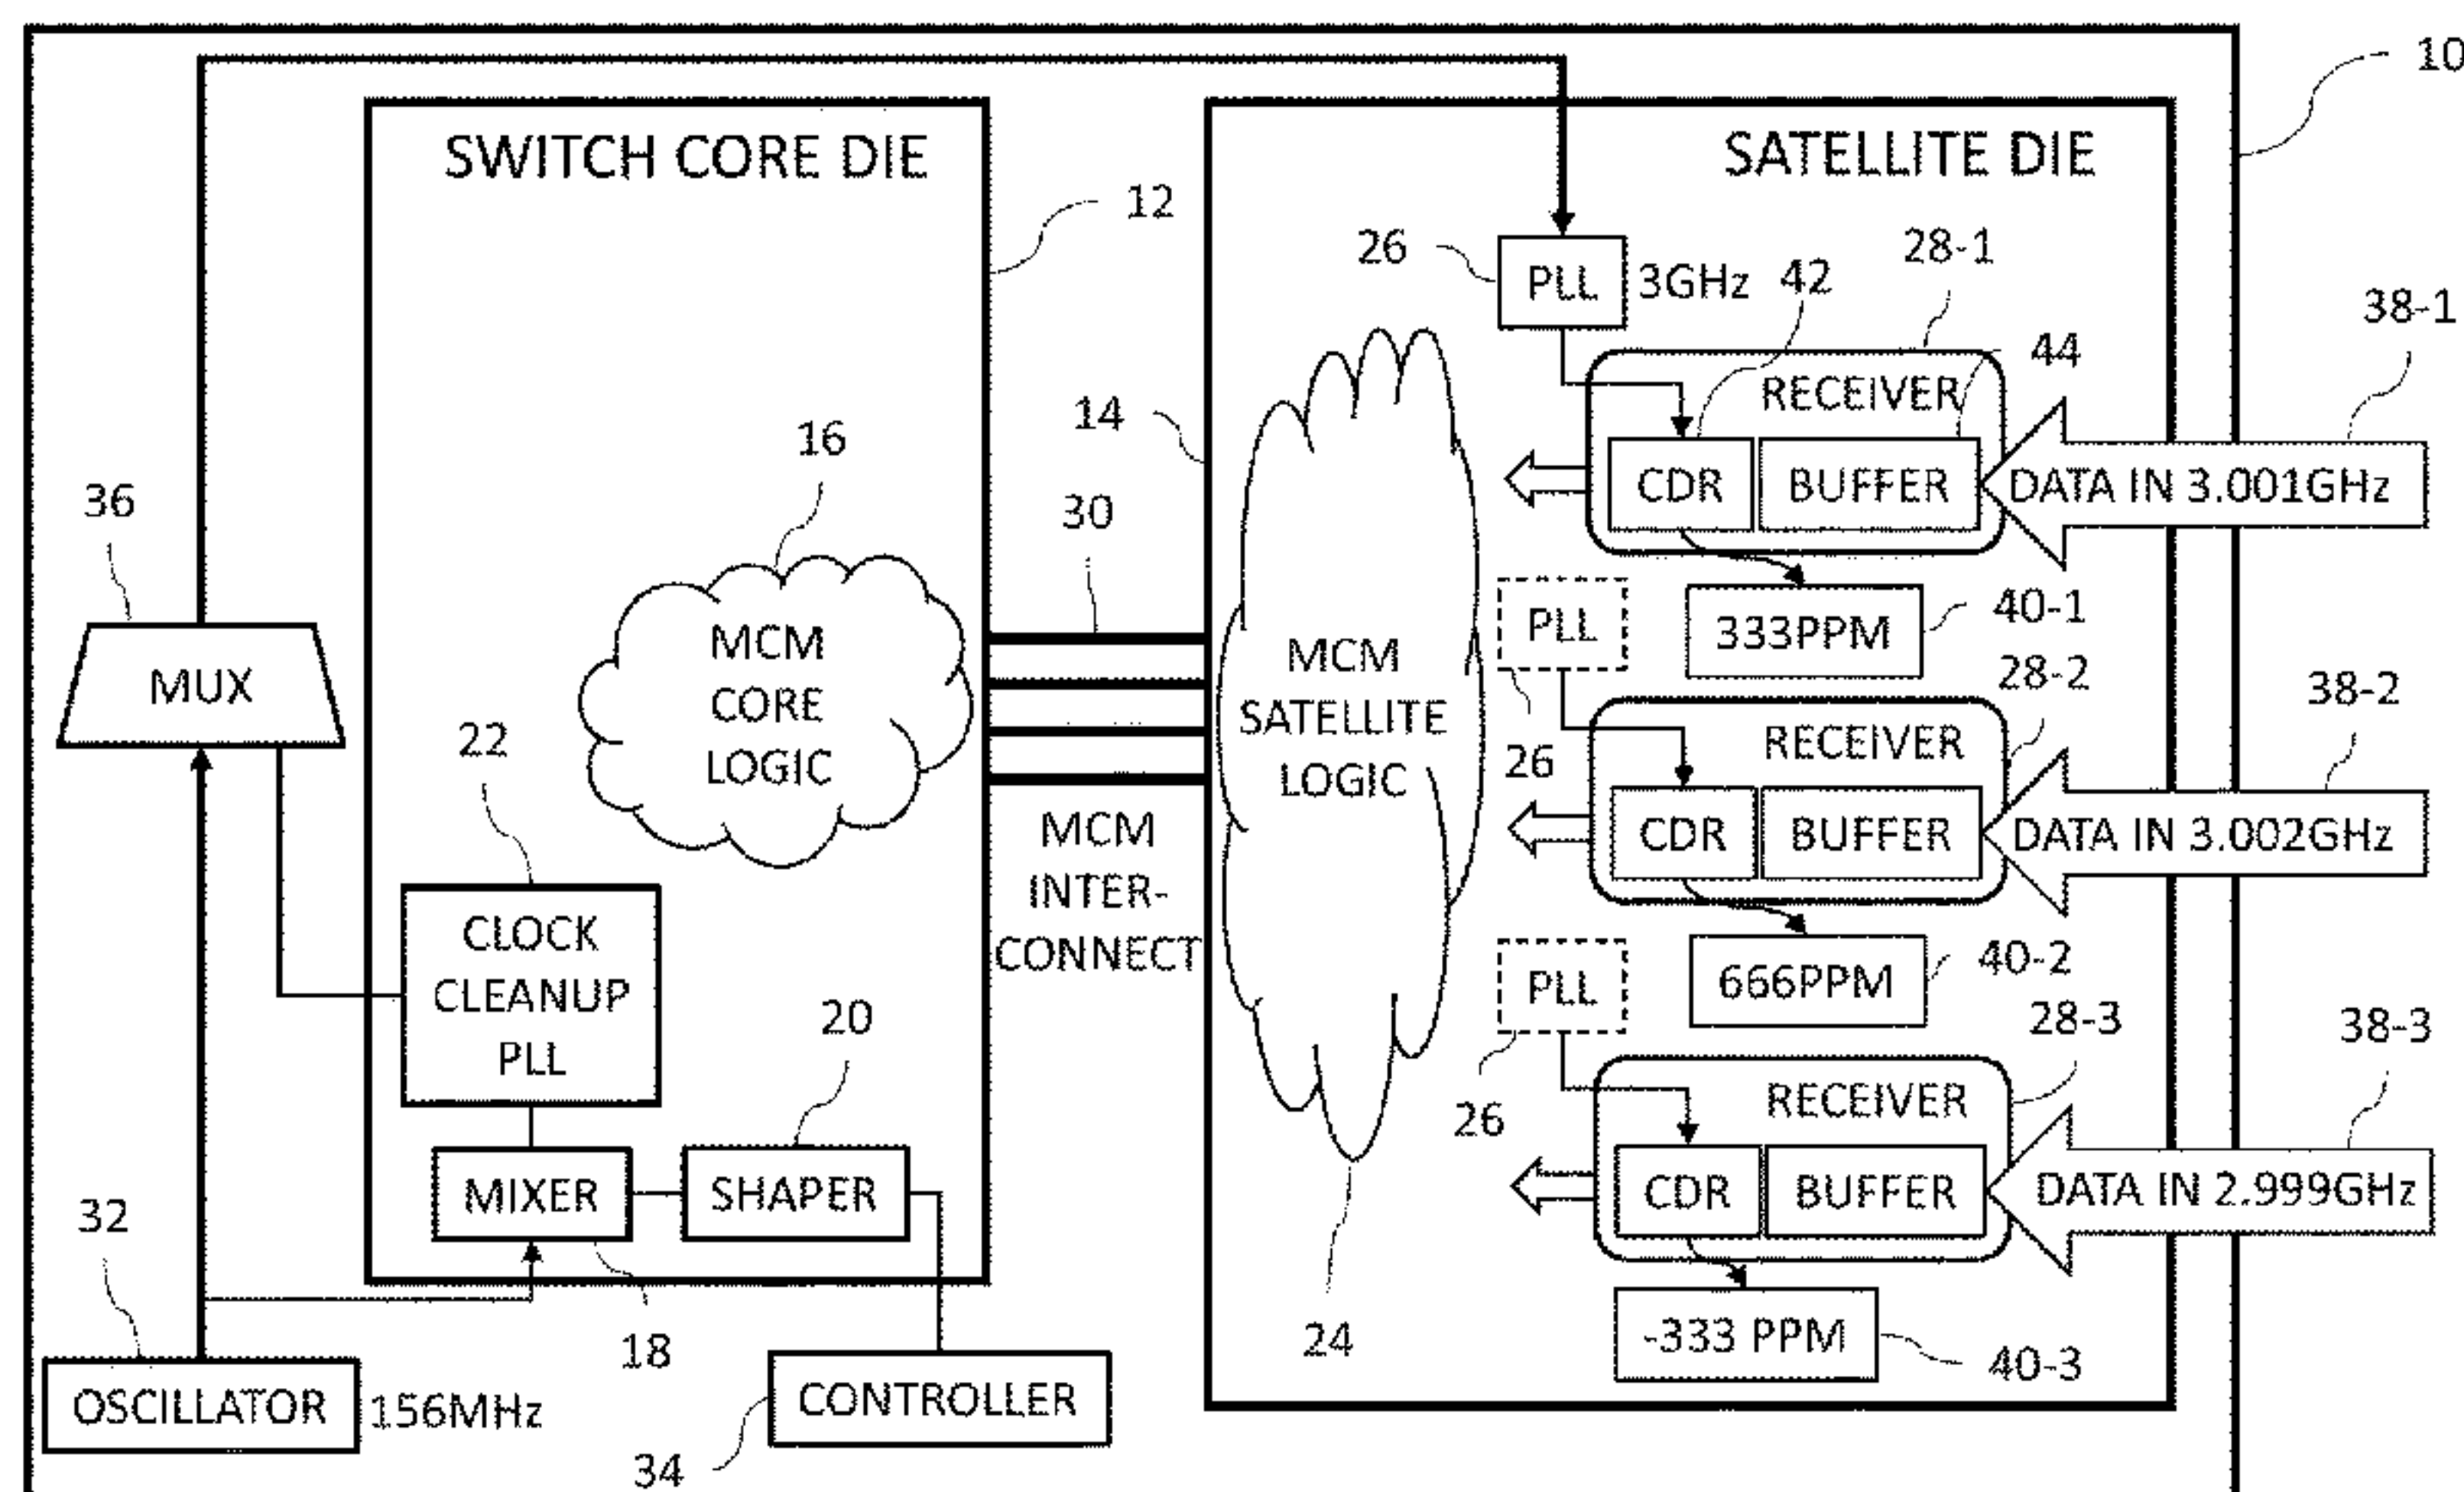 10
SWITCH CORE DIE
SATELLITE DIE
12
26
PLL
3GHz
42
28-1
38-1
44
RECEIVER
CDR
BUFFER
DATA IN 3.001GHz
14
16
36
30
MUX
MCM
CORE
LOGIC
MCM
SATELLITE
LOGIC
PLL
333PPM
40-1
28-2
38-2
26
RECEIVER
CDR
BUFFER
DATA IN 3.002GHz
22
MCM
INTER-
CONNECT
CLOCK
CLEANUP
PLL
PLL
666PPM
40-2
28-3
38-3
20
26
RECEIVER
CDR
BUFFER
DATA IN 2.999GHz
MIXER
SHAPER
32
18
24
-333 PPM
40-3
OSCILLATOR
156MHz
CONTROLLER
34